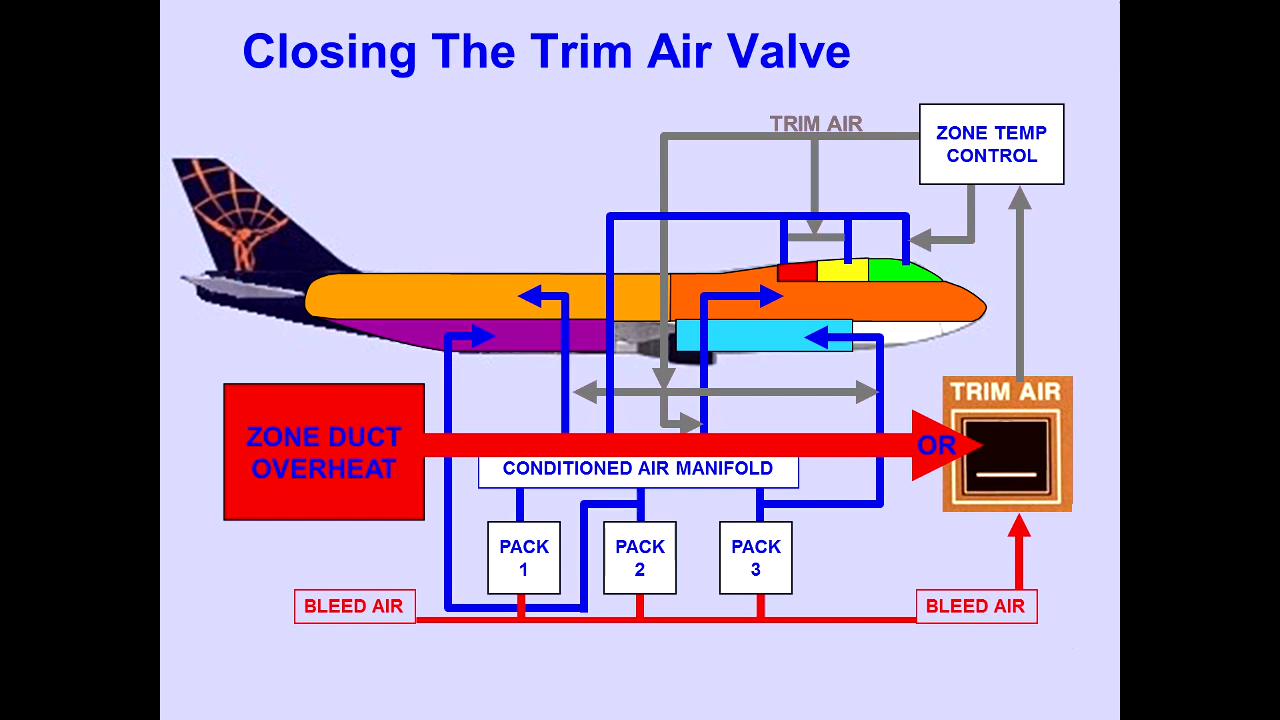 Closing The Trim Air Valve
TRIM AIR
ZONE TEMP
CONTROL
TRIM AIR
ZONE DUCT
OVERHEAT
OR
CONDITIONED AIR MANIFOLD
PACK
1
PACK
2
PACK
3
BLEED AIR
BLEED AIR